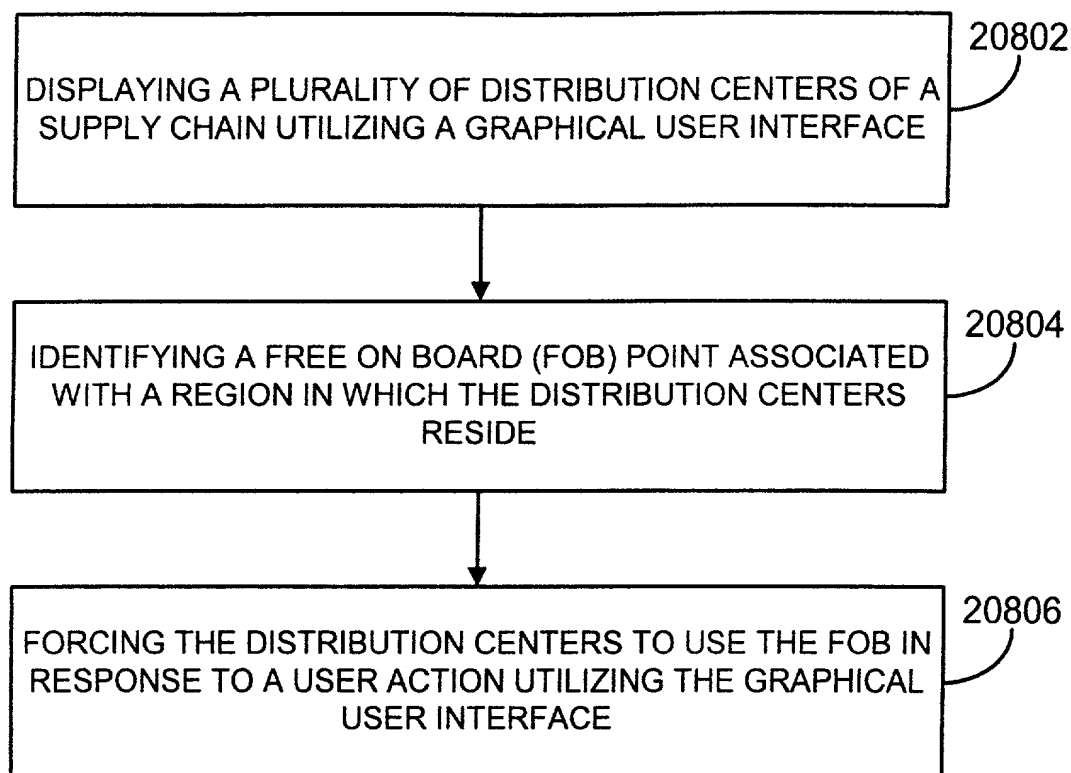 20802
DISPLAYING A PLURALITY OF DISTRIBUTION CENTERS OF A
SUPPLY CHAIN UTILIZING A GRAPHICAL USER INTERFACE
20804
IDENTIFYING A FREE ON BOARD (FOB) POINT ASSOCIATED
WITH A REGION IN WHICH THE DISTRIBUTION CENTERS
RESIDE
20806
FORCING THE DISTRIBUTION CENTERS TO USE THE FOB IN
RESPONSE TO A USER ACTION UTILIZING THE GRAPHICAL
USER INTERFACE